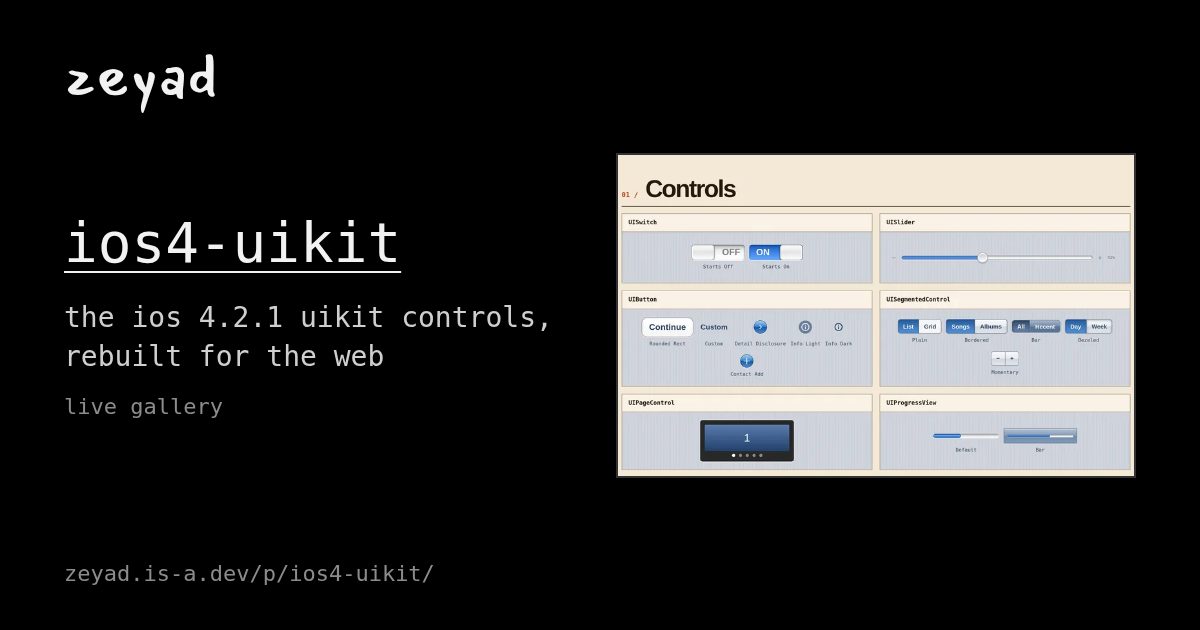 zeyad
ios4-uikit
the ios 4.2.1 uikit controls,
rebuilt for the web
live gallery
zeyad.is-a.dev/p/ios4-uikit/
01 / Controls
UISwitch
OFF ON
Starts Off Starts On
UISlider
UIButton
Continue Custom
Rounded Rect Custom Detail Disclosure Info Light Info Dark
Contact Add
UISegmentedControl
List Grid Songs Albums All Recent Day Week
Plain Bordered Bar Bezeled
− +
Momentary
UIPageControl
1
UIProgressView
Default Bar